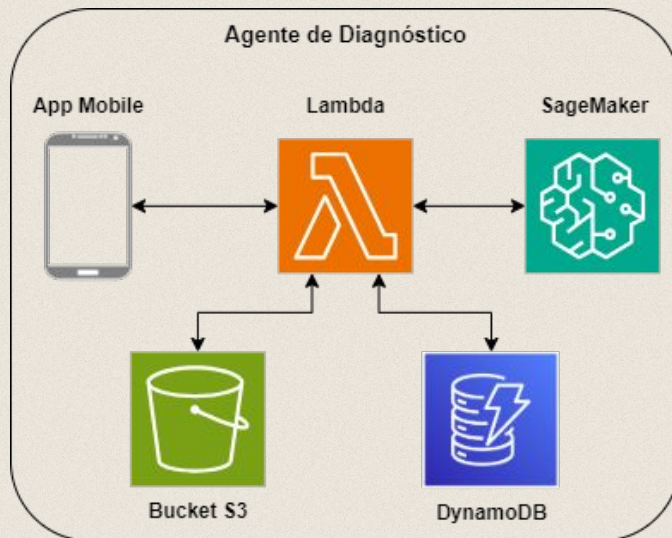 Agente de Diagnóstico
App Mobile
Lambda
SageMaker
Bucket S3
DynamoDB